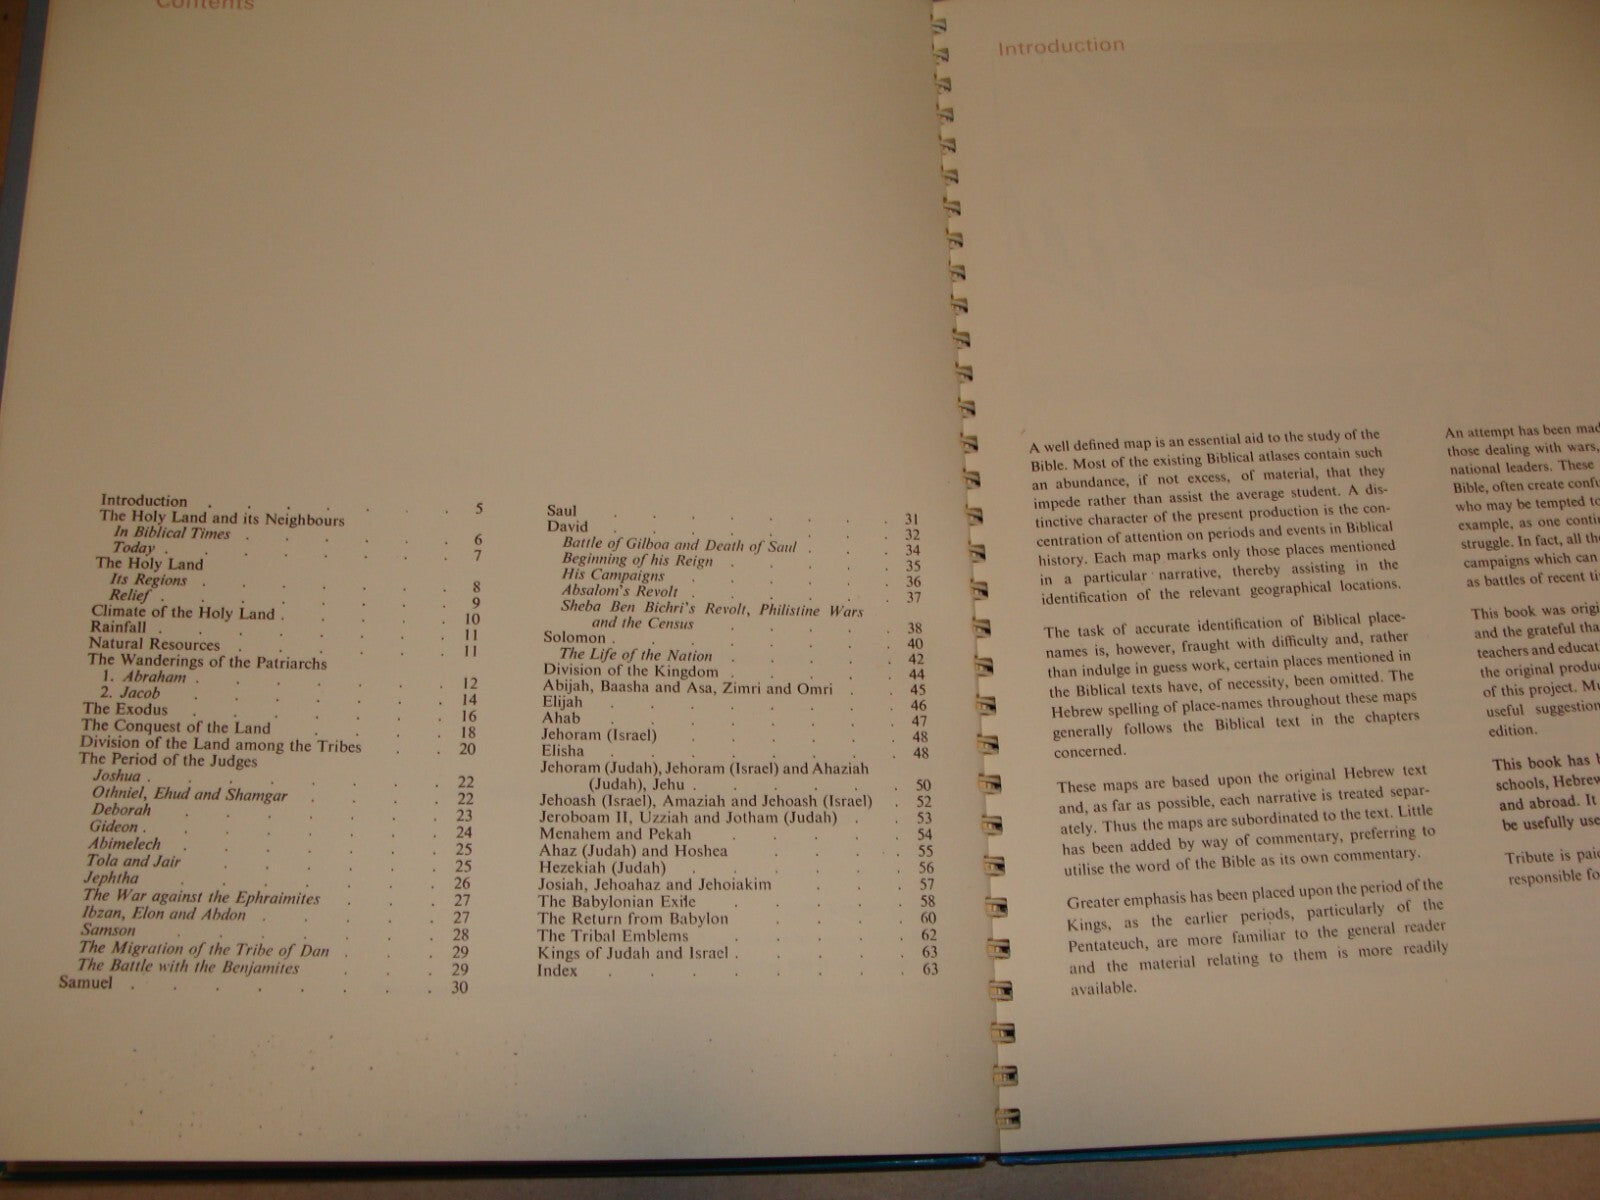 Contents
Introduction . . . . . . 5
The Holy Land and its Neighbours
In Biblical Times . . . . . 6
Today . . . . . . 7
The Holy Land
Its Regions . . . . . 8
Relief . . . . . . 9
Climate of the Holy Land . . . . 10
Rainfall . . . . . . 11
Natural Resources . . . . . 11
The Wanderings of the Patriarchs
1. Abraham . . . . . 12
2. Jacob . . . . . 14
The Exodus . . . . . 16
The Conquest of the Land . . . 18
Division of the Land among the Tribes . . 20
The Period of the Judges
Joshua . . . . . . 22
Othniel, Ehud and Shamgar . . . 22
Deborah . . . . . 23
Gideon . . . . . . 24
Abimelech . . . . . 25
Tola and Jair . . . . 25
Jephtha . . . . . 26
The War against the Ephraimites . . 27
Ibzan, Elon and Abdon . . . 27
Samson . . . . . 28
The Migration of the Tribe of Dan . . 29
The Battle with the Benjamites . . 29
Samuel . . . . . . . 30
Saul . . . . . . 31
David . . . . . . 32
Battle of Gilboa and Death of Saul . . . 34
Beginning of his Reign . . . . 35
His Campaigns . . . . . 36
Absalom's Revolt . . . . . 37
Sheba Ben Bichri's Revolt, Philistine Wars
and the Census . . . . . 38
Solomon . . . . . . 40
The Life of the Nation . . . . 42
Division of the Kingdom . . . . 44
Abijah, Baasha and Asa, Zimri and Omri . . 45
Elijah . . . . . . 46
Ahab . . . . . . 47
Jehoram (Israel) . . . . . 48
Elisha . . . . . . 48
Jehoram (Judah), Jehoram (Israel) and Ahaziah
(Judah), Jehu . . . . . 50
Jehoash (Israel), Amaziah and Jehoash (Israel) . 52
Jeroboam II, Uzziah and Jotham (Judah) . . 53
Menahem and Pekah . . . . 54
Ahaz (Judah) and Hoshea . . . . 55
Hezekiah (Judah) . . . . . 56
Josiah, Jehoahaz and Jehoiakim . . . 57
The Babylonian Exile . . . . 58
The Return from Babylon . . . . 60
The Tribal Emblems . . . . 62
Kings of Judah and Israel . . . . 63
Index . . . . . . 63
Introduction
A well defined map is an essential aid to the study of the
Bible. Most of the existing Biblical atlases contain such
an abundance, if not excess, of material, that they
impede rather than assist the average student. A dis-
tinctive character of the present production is the con-
centration of attention on periods and events in Biblical
history. Each map marks only those places mentioned
in a particular narrative, thereby assisting in the
identification of the relevant geographical locations.
The task of accurate identification of Biblical place-
names is, however, fraught with difficulty and, rather
than indulge in guess work, certain places mentioned in
the Biblical texts have, of necessity, been omitted. The
Hebrew spelling of place-names throughout these maps
generally follows the Biblical text in the chapters
concerned.
These maps are based upon the original Hebrew text
and, as far as possible, each narrative is treated separ-
ately. Thus the maps are subordinated to the text. Little
has been added by way of commentary, preferring to
utilise the word of the Bible as its own commentary.
Greater emphasis has been placed upon the period of the
Kings, as the earlier periods, particularly of the
Pentateuch, are more familiar to the general reader
and the material relating to them is more readily
available.
An attempt has been
those dealing with wars,
national leaders. These
Bible, often create
who may be tempted to
example, as one
struggle. In fact, all
campaigns which can
as battles of recent
This book was
and the grateful
teachers and
the original
of this project.
useful
edition.
This book has
schools, Hebrew
and abroad. It
be usefully
Tribute is
responsible